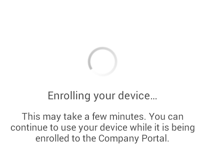 Enrolling your device...
This may take a few minutes. You can
continue to use your device while it is being
enrolled to the Company Portal.